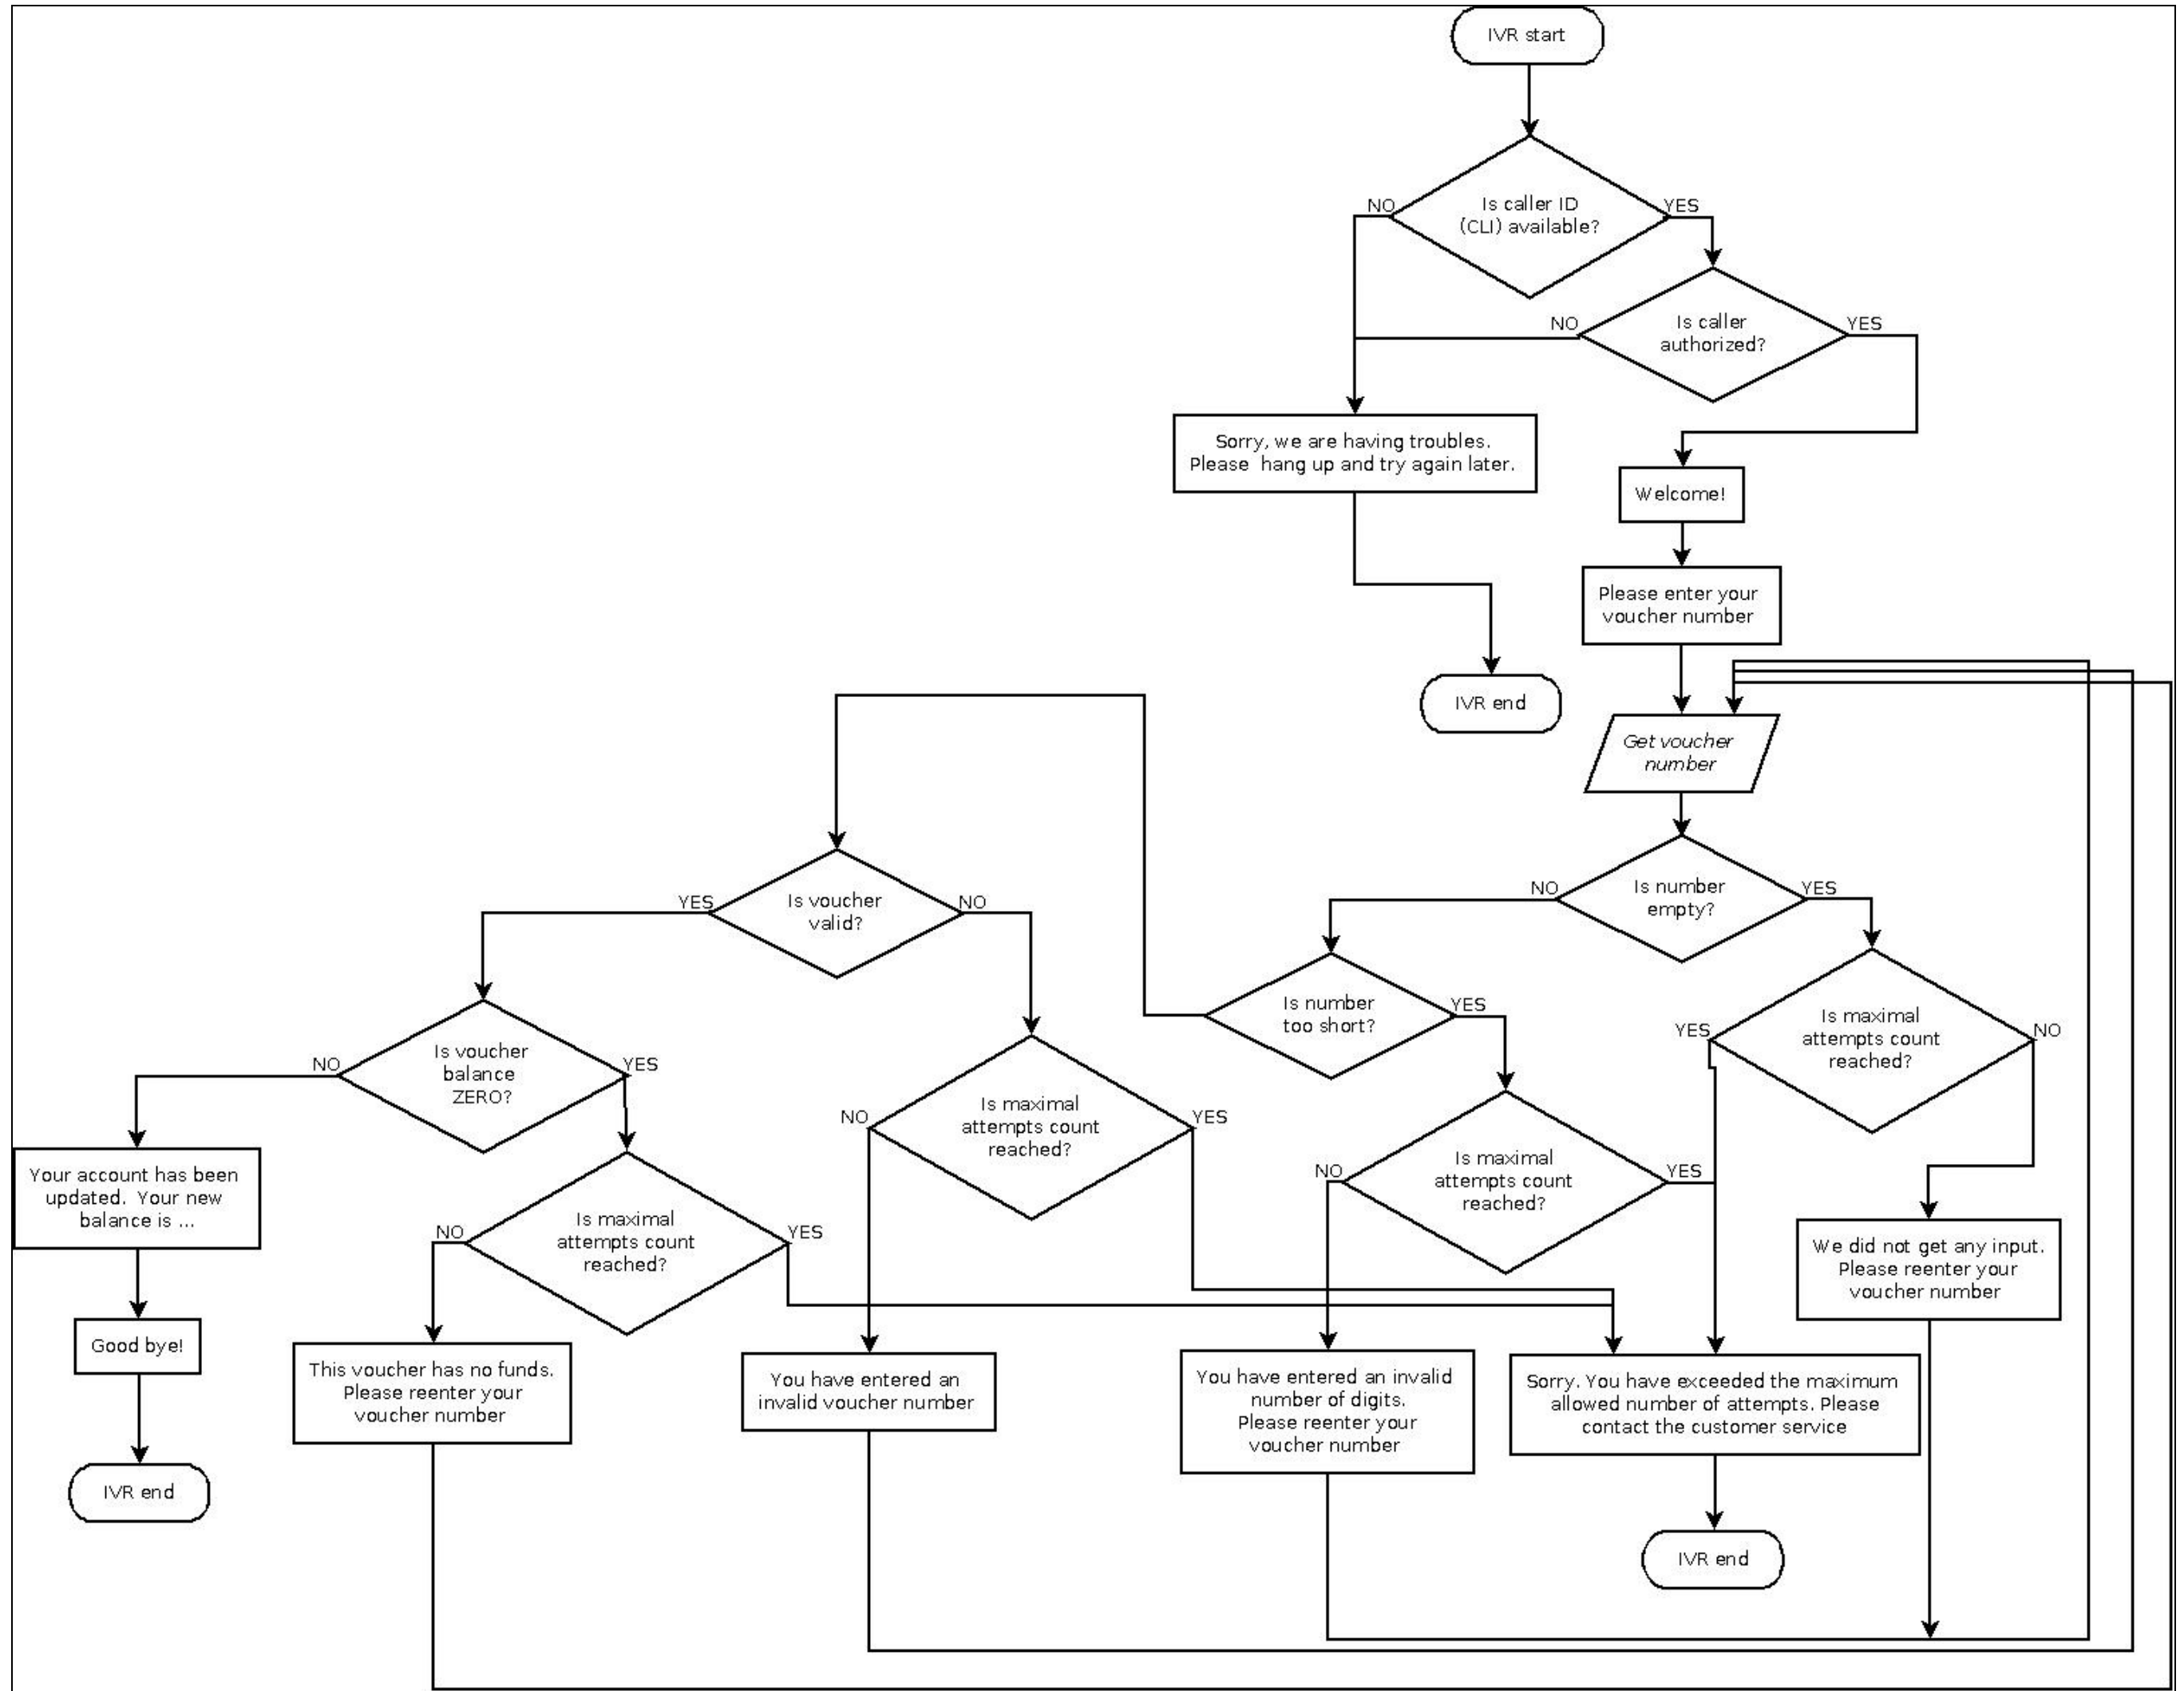 IVR start
Is caller ID
(CLI) available?
NO
YES
Is caller
authorized?
NO
YES
Sorry, we are having troubles.
Please hang up and try again later.
Welcome!
Please enter your
voucher number
IVR end
Get voucher
number
Is number
empty?
NO
YES
Is voucher
valid?
YES
NO
Is number
too short?
YES
Is maximal
attempts count
reached?
YES
NO
Is voucher
balance
ZERO?
NO
YES
Is maximal
attempts count
reached?
NO
YES
Is maximal
attempts count
reached?
NO
YES
Your account has been
updated. Your new
balance is ...
Is maximal
attempts count
reached?
NO
YES
We did not get any input.
Please reenter your
voucher number
Good bye!
This voucher has no funds.
Please reenter your
voucher number
You have entered an
invalid voucher number
You have entered an invalid
number of digits.
Please reenter your
voucher number
Sorry. You have exceeded the maximum
allowed number of attempts. Please
contact the customer service
IVR end
IVR end